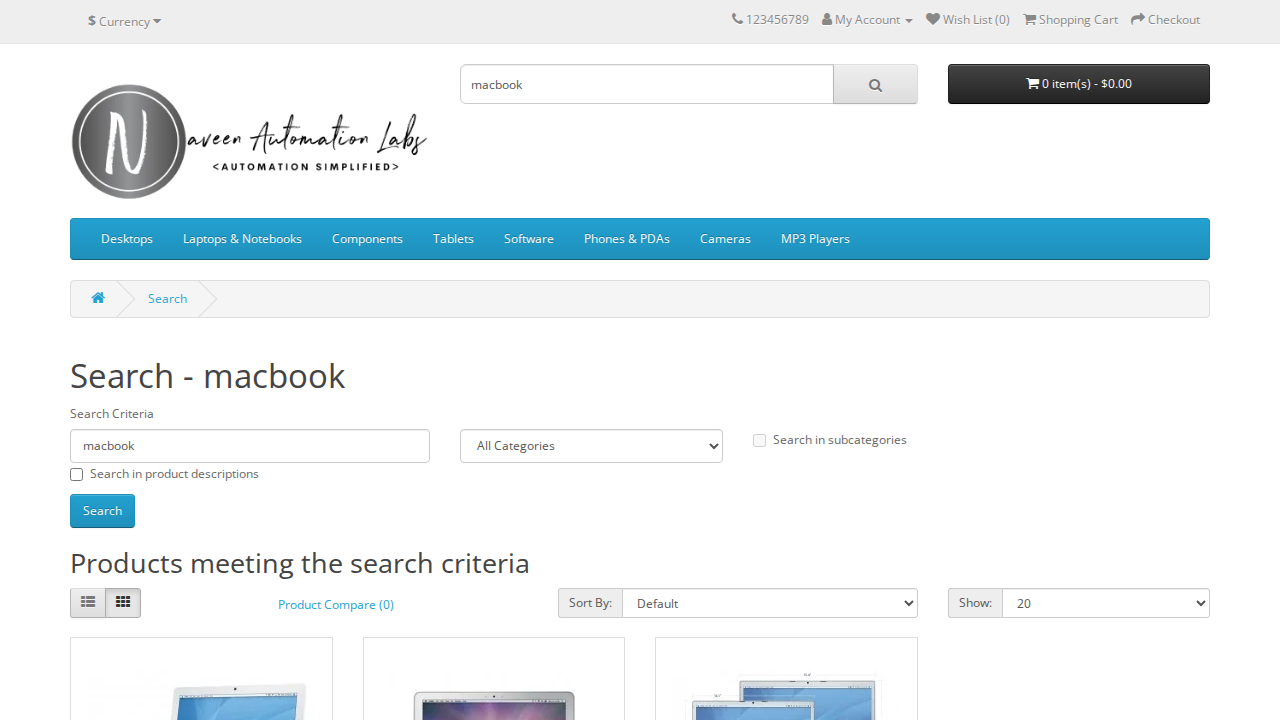 $ Currency
123456789 My Account Wish List (0) Shopping Cart Checkout
N aveen Automation Labs
<AUTOMATION SIMPLIFIED>
macbook
0 item(s) - $0.00
Desktops Laptops & Notebooks Components Tablets Software Phones & PDAs Cameras MP3 Players
Search
Search - macbook
Search Criteria
macbook All Categories Search in subcategories
Search in product descriptions
Search
Products meeting the search criteria
Product Compare (0) Sort By: Default Show: 20